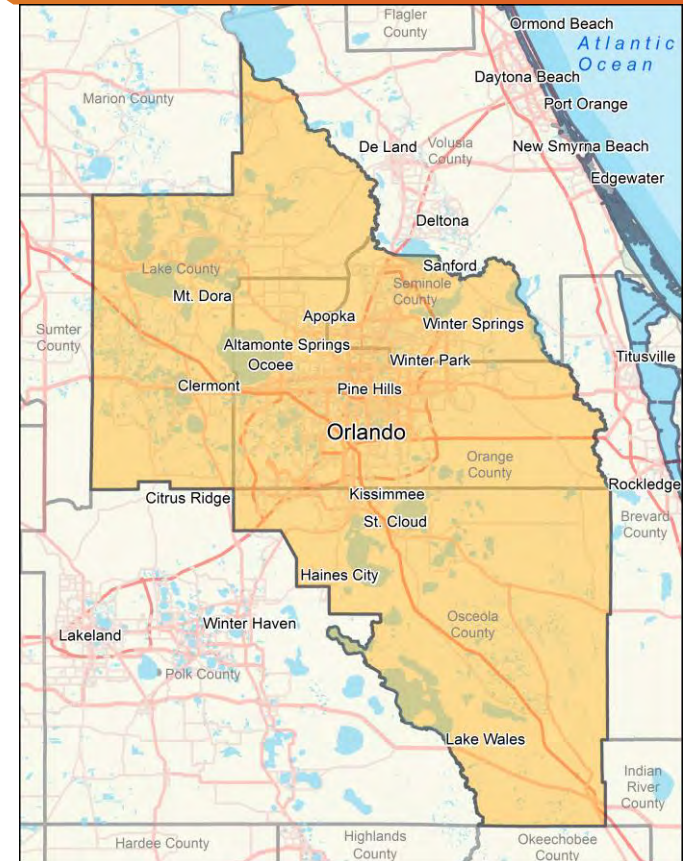 Flagler
County
Ormond Beach
Atlantic
Ocean
Daytona Beach
Marion County
Port Orange
De Land
Volusia
County
New Smyrna Beach
Edgewater
Deltona
Sanford
Lake County
Seminole
County
Mt. Dora
Apopka
Winter Springs
Sumter
County
Altamonte Springs
Titusville
Ocoee
Winter Park
Clermont
Pine Hills
Orlando
Orange
County
Rockledge
Citrus Ridge
Kissimmee
Brevard
County
St. Cloud
Haines City
Osceola
County
Lakeland
Winter Haven
Polk County
Lake Wales
Indian
River
County
Hardee County
Highlands
County
Okeechobee
County